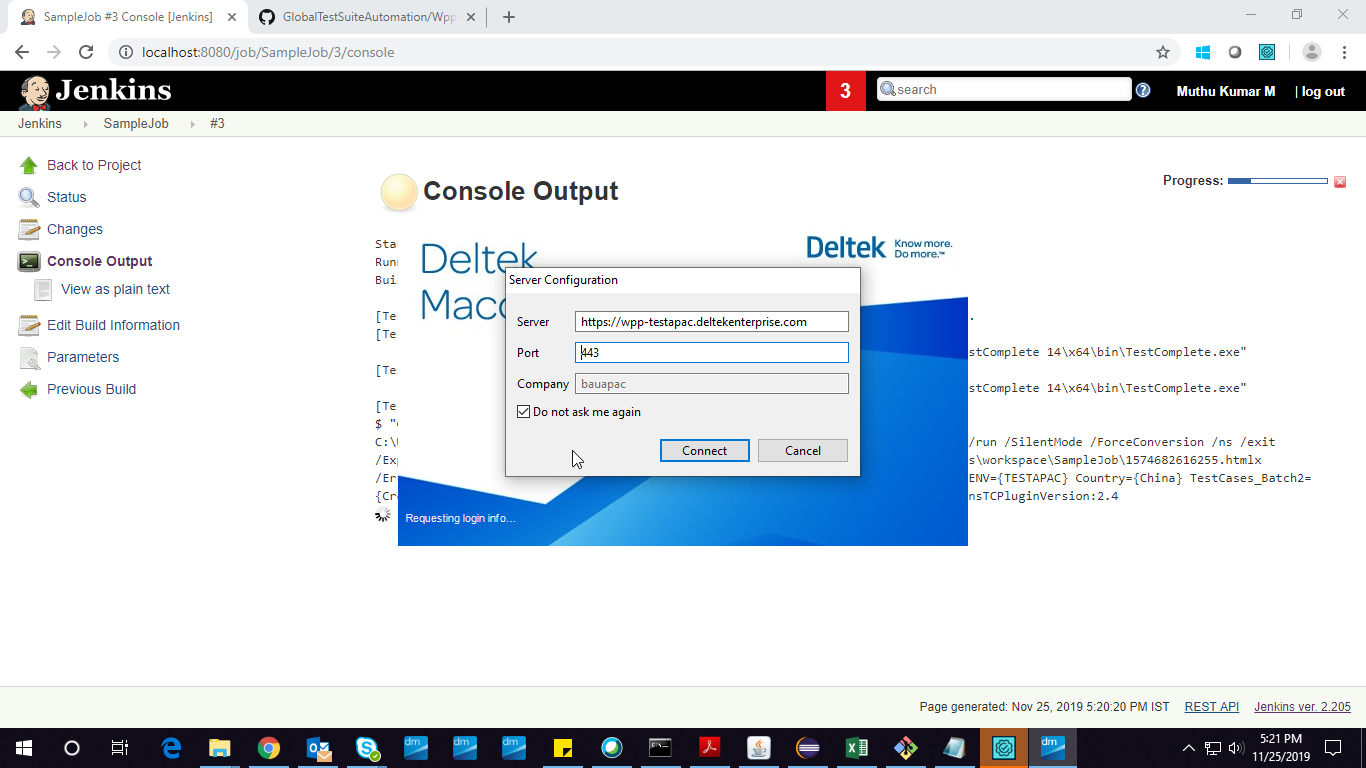 SampleJob #3 Console [Jenkins]
GlobalTestSuiteAutomation/Wpp
localhost:8080/job/SampleJob/3/console
Jenkins
3
search
Muthu Kumar M
| log out
Jenkins
SampleJob
#3
Back to Project
Status
Changes
Console Output
View as plain text
Edit Build Information
Parameters
Previous Build
Console Output
Progress:
Sta
Runn
Bui
[Te
[Te
stComplete 14\x64\bin\TestComplete.exe"
[Te
stComplete 14\x64\bin\TestComplete.exe"
[Te
$ "
C:\
/run /SilentMode /ForceConversion /ns /exit
/Exp
s\workspace\SampleJob\1574682616255.htmlx
/Er
ENV={TESTAPAC} Country={China} TestCases_Batch2=
{Cr
nsTCPluginVersion:2.4
Deltek
Maco
Deltek Know more.
Do more.™
Server Configuration
Server https://wpp-testapac.deltekenterprise.com
Port 443
Company bauapac
Do not ask me again
Connect Cancel
Requesting login info...
Page generated: Nov 25, 2019 5:20:20 PM IST REST API Jenkins ver. 2.205
dm dm dm dm
5:21 PM
11/25/2019